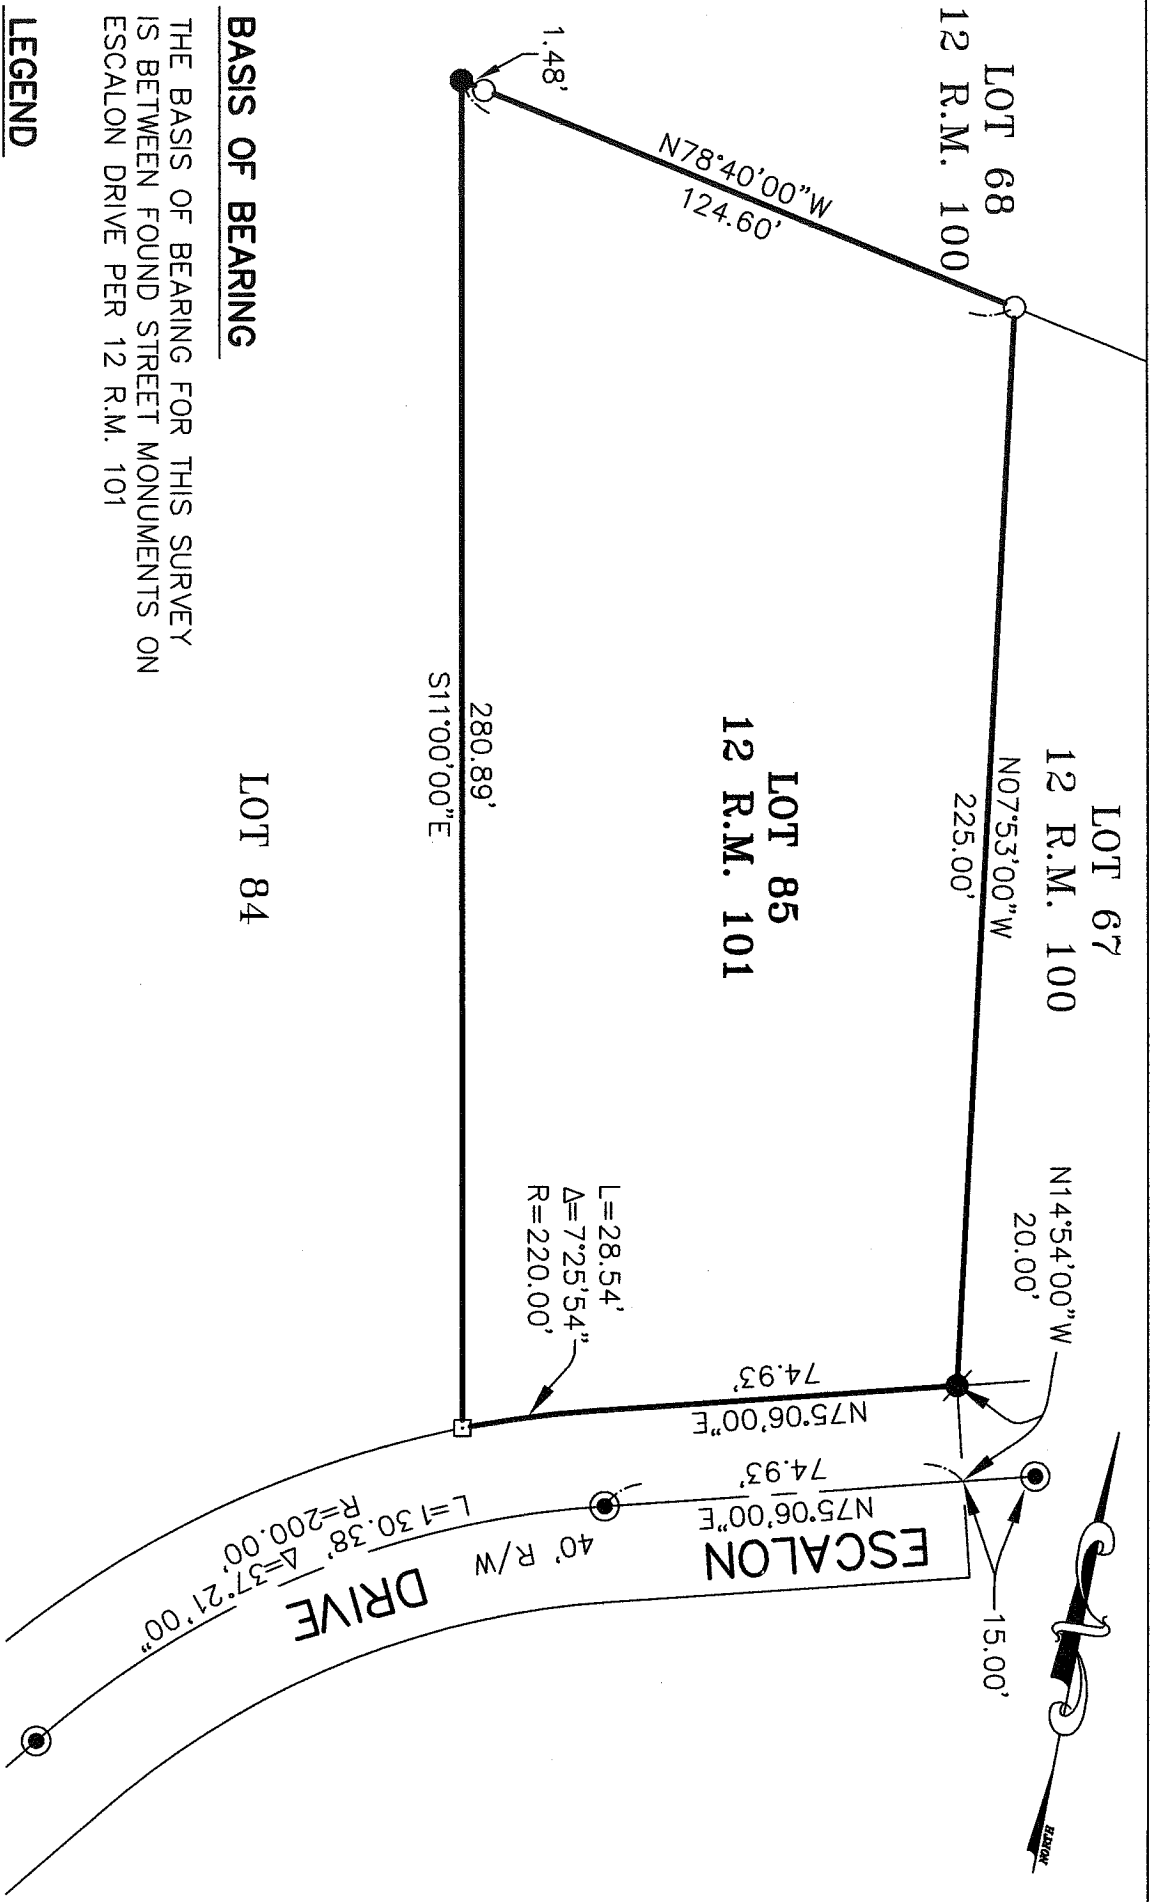 LOT 67
12 R.M. 100
LOT 68
12 R.M. 100
N14°54'00"W
20.00'
N07°53'00"W
225.00'
15.00'
NORTH
N78°40'00"W
124.60'
LOT 85
12 R.M. 101
74.93'
N75°06'00"E
74.93'
N75°06'00"E
ESCALON
DRIVE
40' R/W
1.48'
L=28.54'
Δ=7°25'54"
R=220.00'
280.89'
S11°00'00"E
L=130.38' Δ=37°21'00"
R=200.00'
LOT 84
BASIS OF BEARING
THE BASIS OF BEARING FOR THIS SURVEY
IS BETWEEN FOUND STREET MONUMENTS ON
ESCALON DRIVE PER 12 R.M. 101
LEGEND